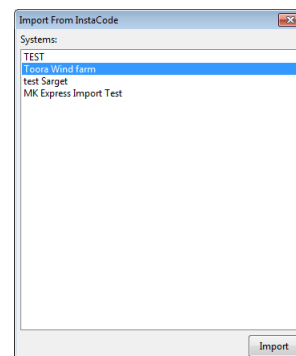 Import From InstaCode
Systems:
TEST
Toora Wind farm
test Sarget
MK Express Import Test
Import